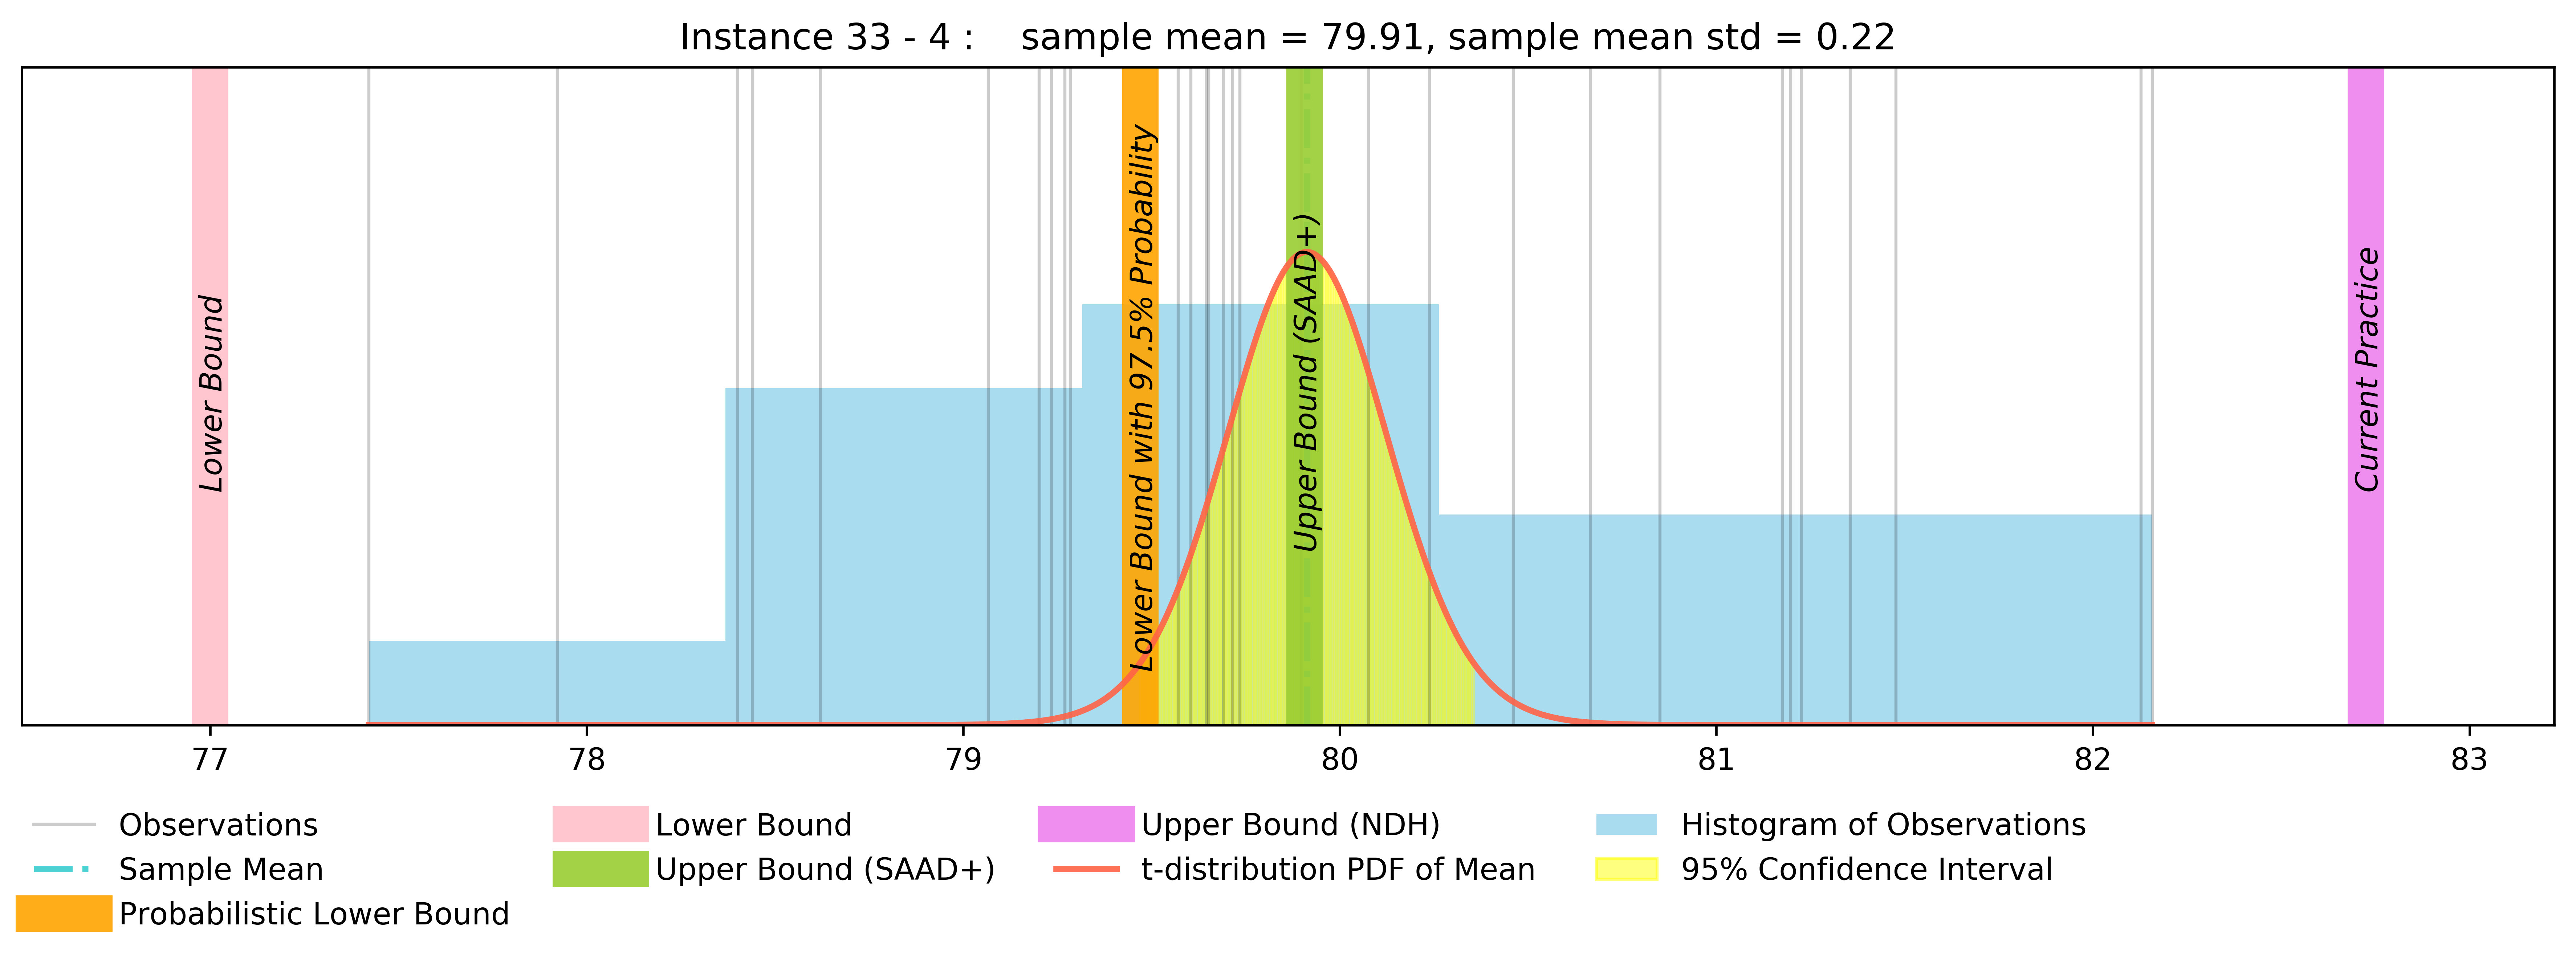 Instance 33 - 4 :    sample mean = 79.91, sample mean std = 0.22
Lower Bound
Lower Bound with 97.5% Probability
Upper Bound (SAAD+)
Current Practice
77 78 79 80 81 82 83
Observations
Sample Mean
Probabilistic Lower Bound
Lower Bound
Upper Bound (SAAD+)
Upper Bound (NDH)
t-distribution PDF of Mean
Histogram of Observations
95% Confidence Interval